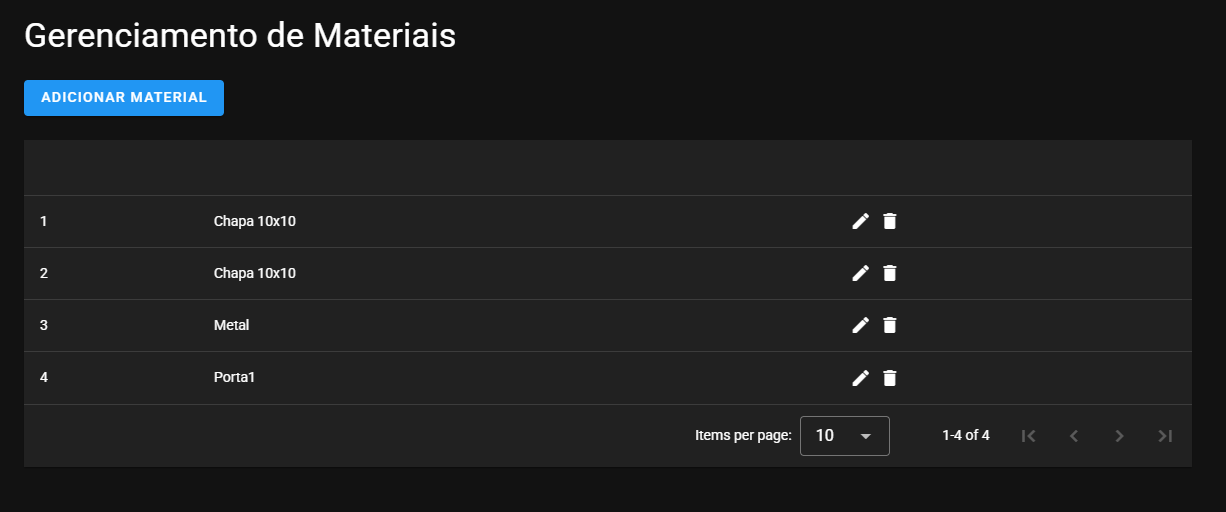 Gerenciamento de Materiais
ADICIONAR MATERIAL
1 Chapa 10x10
2 Chapa 10x10
3 Metal
4 Porta1
Items per page: 10 1-4 of 4